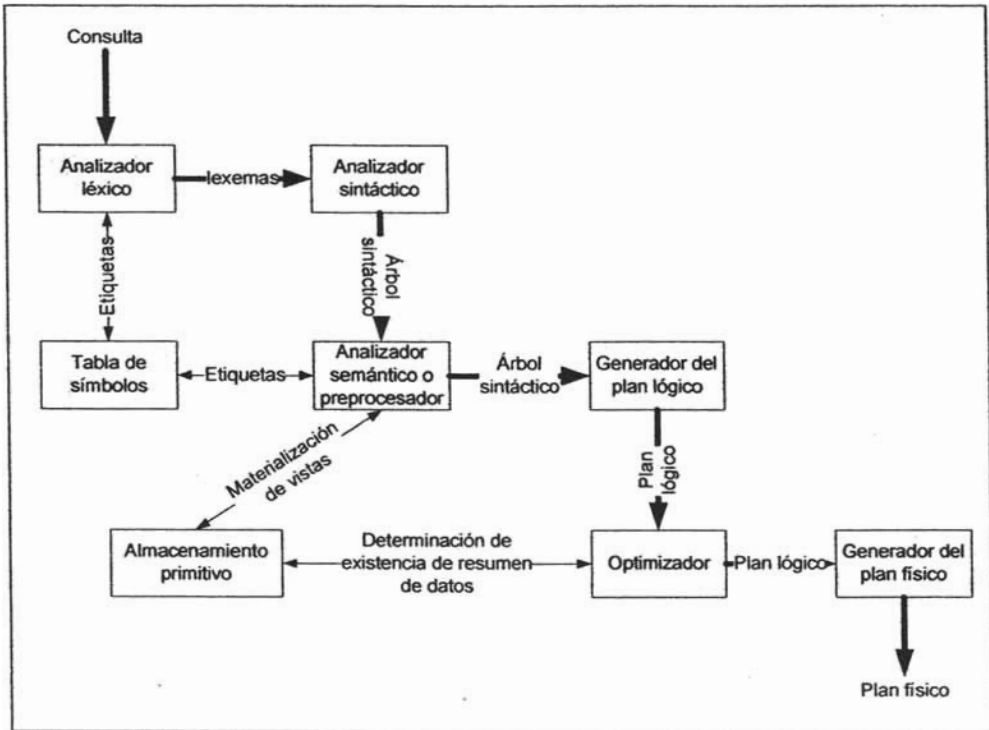 Consulta
Analizador
léxico
lexemas
Analizador
sintáctico
Etiquetas
Árbol
sintáctico
Tabla de
símbolos
Etiquetas
Analizador
semántico o
preprocesador
Árbol
sintáctico
Generador del
plan lógico
Materialización
de vistas
Plan
lógico
Almacenamiento
primitivo
Determinación de
existencia de resumen
de datos
Optimizador
Plan lógico
Generador del
plan físico
Plan físico